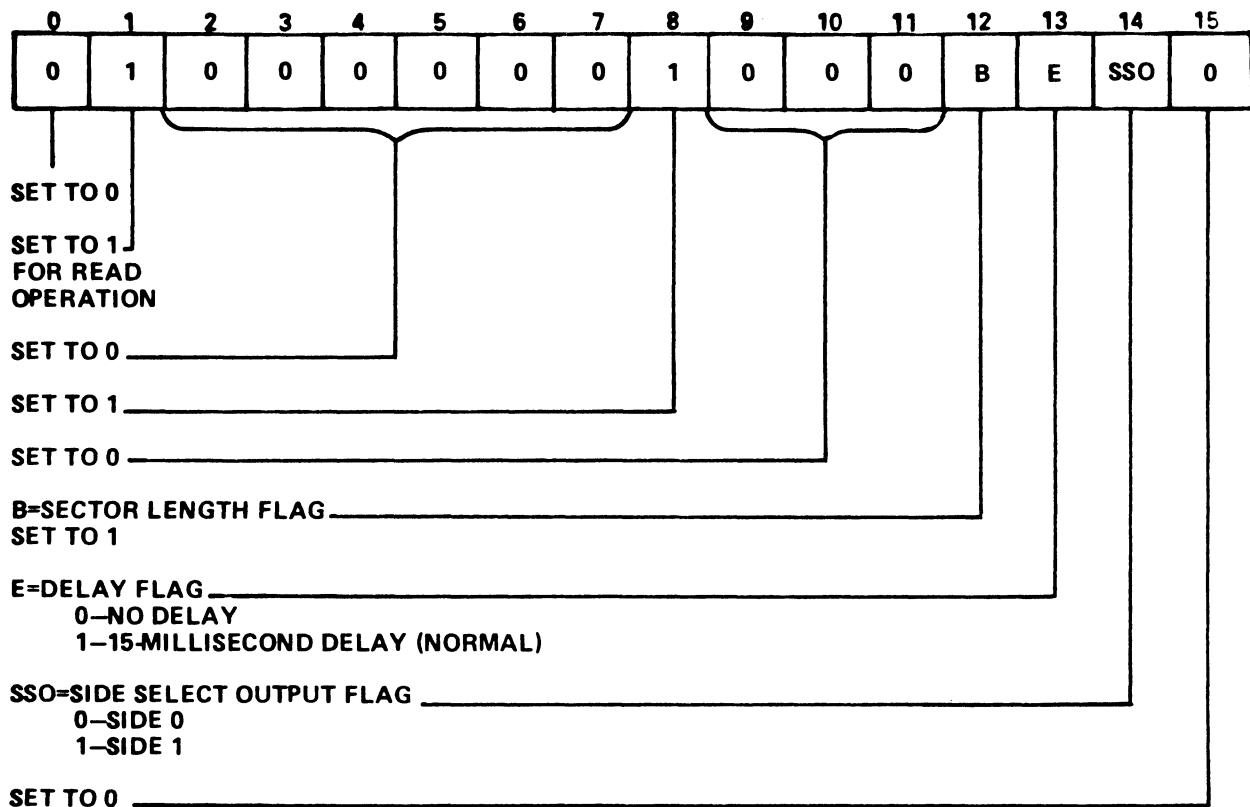 0 1 2 3 4 5 6 7 8 9 10 11 12 13 14 15
0 1 0 0 0 0 0 0 1 0 0 0 B E SSO 0
SET TO 0
SET TO 1
FOR READ
OPERATION
SET TO 0
SET TO 1
SET TO 0
B=SECTOR LENGTH FLAG
SET TO 1
E=DELAY FLAG
0—NO DELAY
1—15-MILLISECOND DELAY (NORMAL)
SSO=SIDE SELECT OUTPUT FLAG
0—SIDE 0
1—SIDE 1
SET TO 0